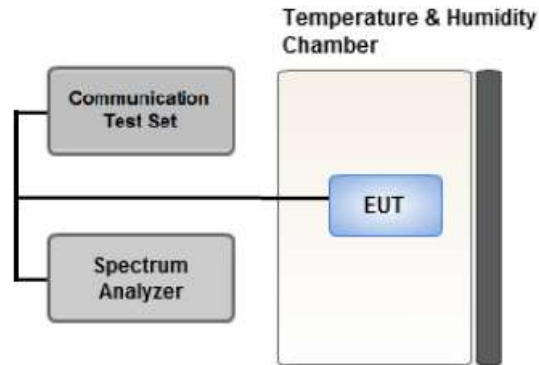 Temperature & Humidity
Chamber
Communication
Test Set
EUT
Spectrum
Analyzer